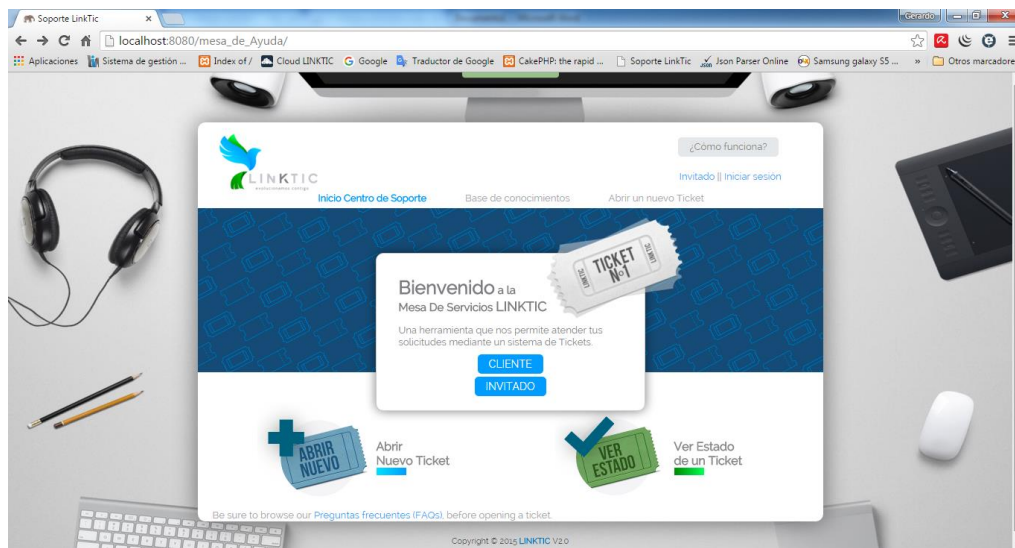 Soporte LinkTic
Gerardo
localhost:8080/mesa_de_Ayuda/
Aplicaciones Sistema de gestión ... Index of / Cloud LINKTIC Google Traductor de Google CakePHP: the rapid ... Soporte LinkTic Json Parser Online Samsung galaxy S5 ... » Otros marcadore
¿Cómo funciona?
LINKTIC
Invitado || Iniciar sesión
Inicio Centro de Soporte Base de conocimientos Abrir un nuevo Ticket
LINKTIC TICKET Nº1 LINKTIC
Bienvenido a la
Mesa De Servicios LINKTIC
Una herramienta que nos permite atender tus
solicitudes mediante un sistema de Tickets.
CLIENTE
INVITADO
ABRIR NUEVO
Abrir
Nuevo Ticket
VER ESTADO
Ver Estado
de un Ticket
Be sure to browse our Preguntas frecuentes (FAQs), before opening a ticket.
Copyright © 2015 LINKTIC V2.0